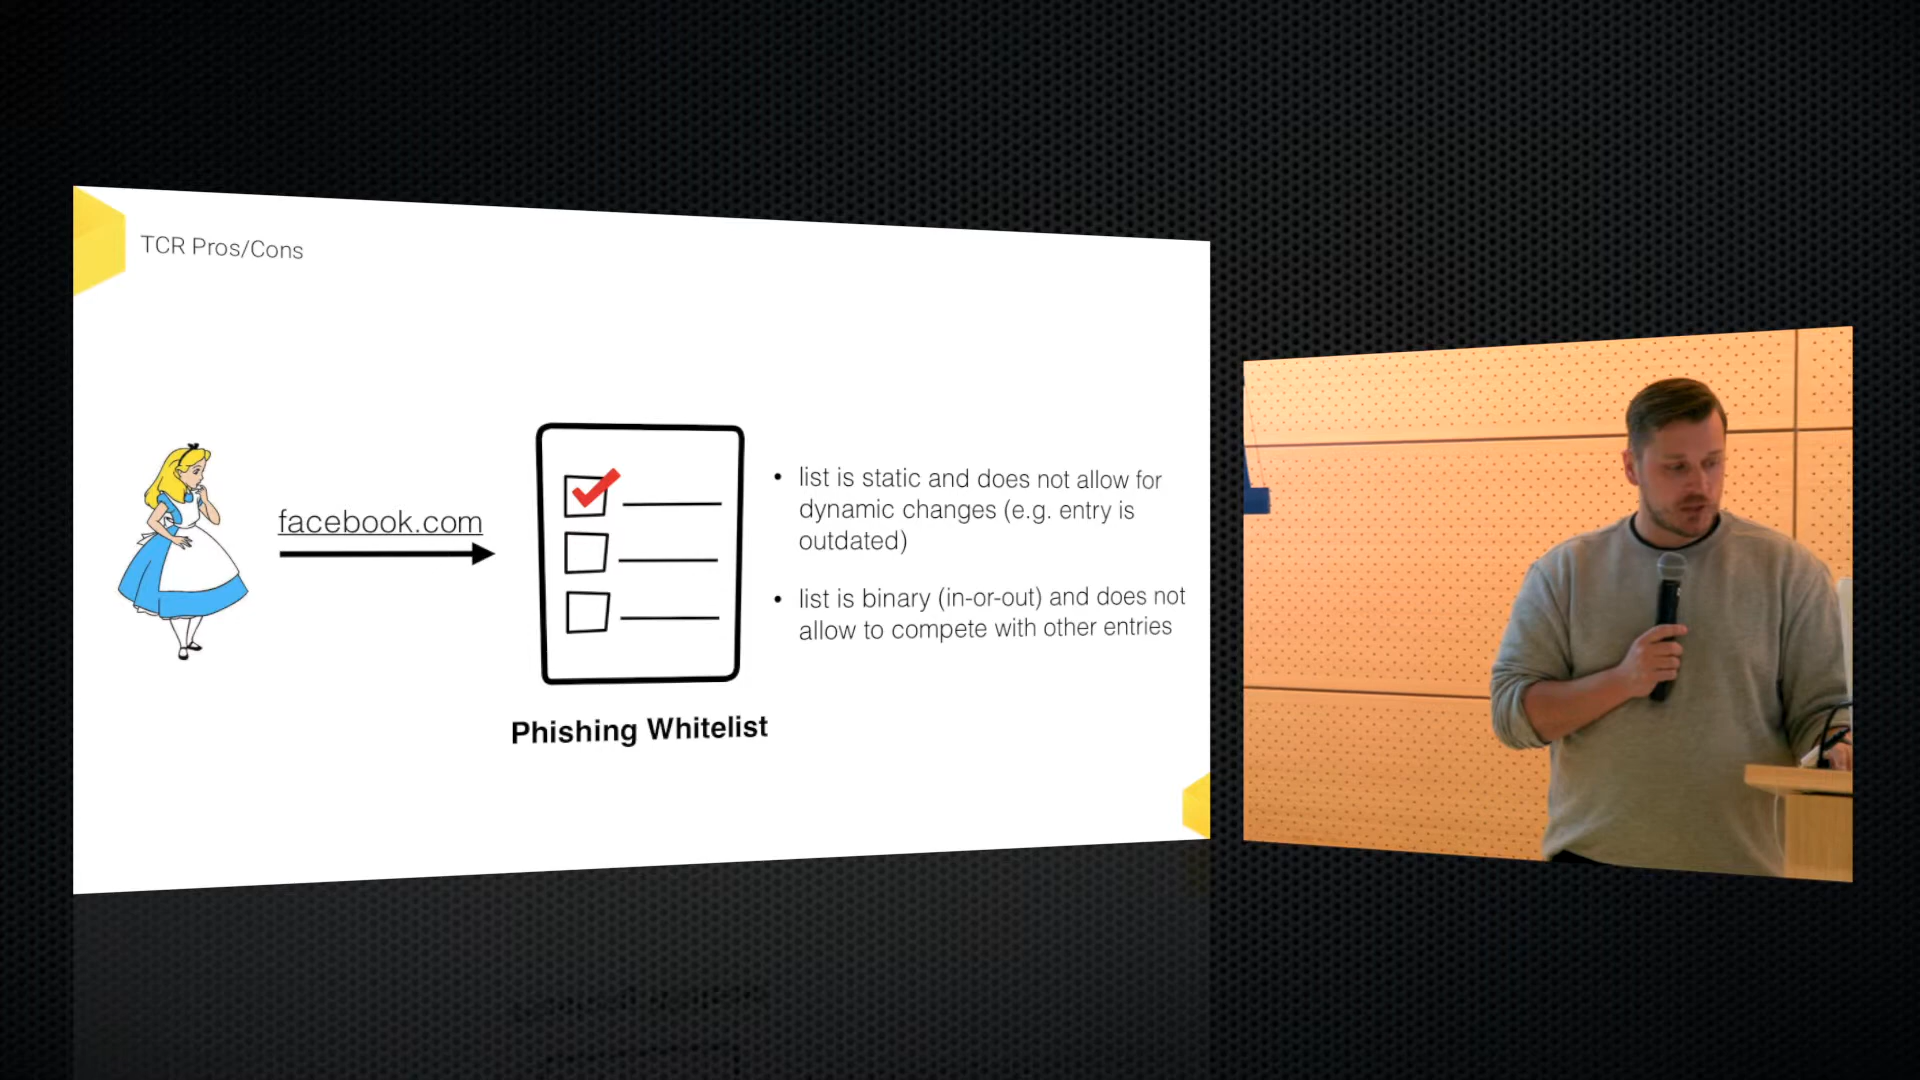 TCR Pros/Cons
facebook.com
• list is static and does not allow for
dynamic changes (e.g. entry is
outdated)
• list is binary (in-or-out) and does not
allow to compete with other entries
Phishing Whitelist